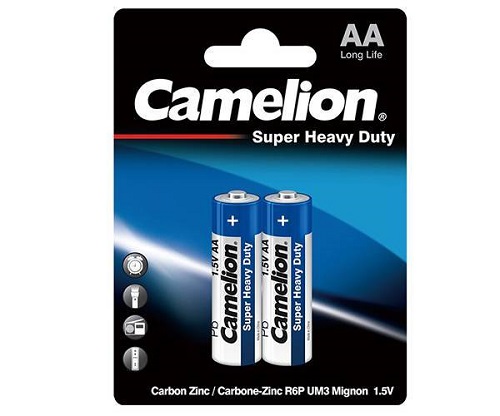 AA
Long Life
Camelion®
Super Heavy Duty
+
1.5V AA
Camelion®
Super Heavy Duty
PD
+
1.5V AA
Camelion®
Super Heavy Duty
PD
Carbon Zinc / Carbone-Zinc R6P UM3 Mignon 1.5V